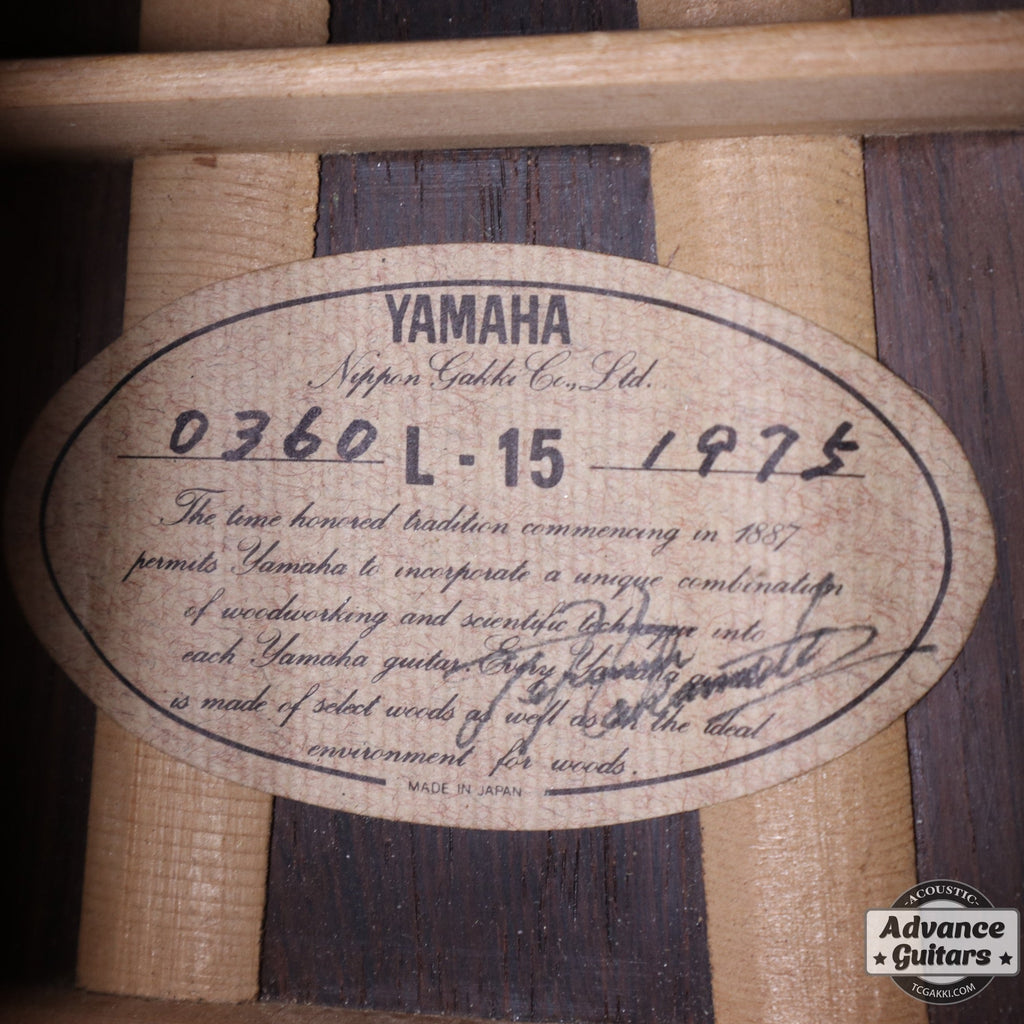 YAMAHA
Nippon Gakki Co., Ltd.
0360 L - 15 1975
The time honored tradition commencing in 1887
permits Yamaha to incorporate a unique combination
of woodworking and scientific technique into
each Yamaha guitar. Every Yamaha
is made of select woods as well as in the ideal
environment for woods.
MADE IN JAPAN
-ACOUSTIC-
Advance
Guitars
TCGAKKI.COM